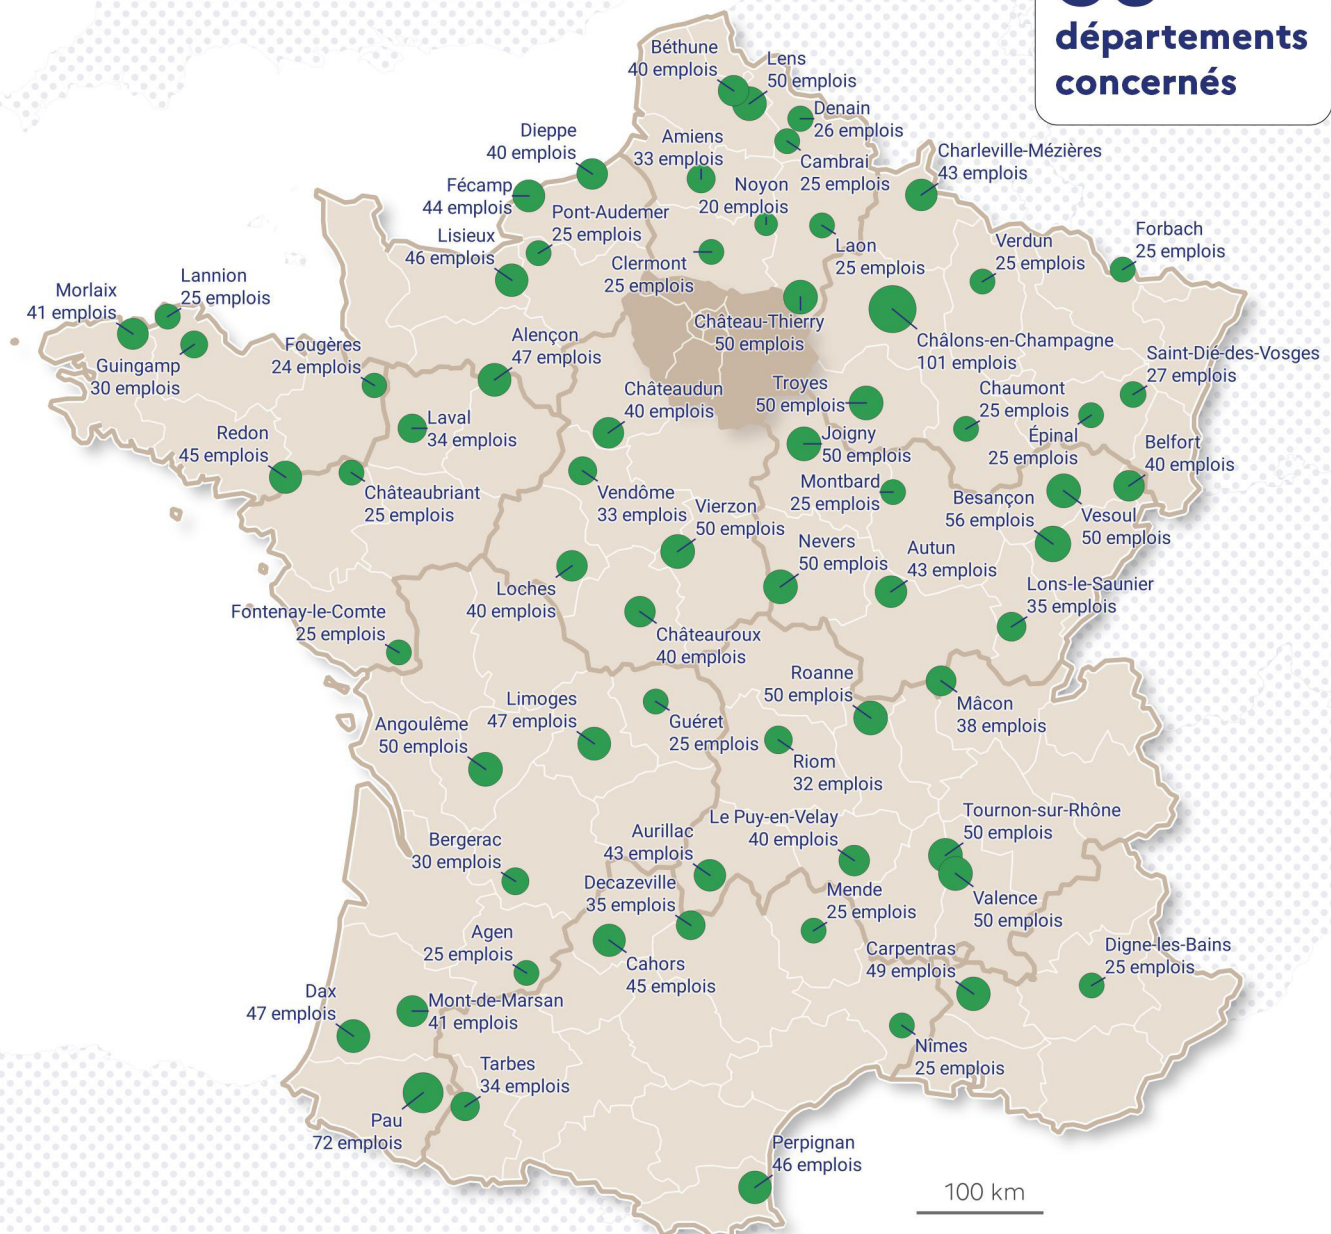 départements
concernés
Béthune
40 emplois
Lens
50 emplois
Denain
26 emplois
Cambrai
25 emplois
Amiens
33 emplois
Dieppe
40 emplois
Charleville-Mézières
43 emplois
Fécamp
44 emplois
Noyon
20 emplois
Pont-Audemer
25 emplois
Lisieux
46 emplois
Clermont
25 emplois
Laon
25 emplois
Verdun
25 emplois
Forbach
25 emplois
Lannion
25 emplois
Morlaix
41 emplois
Guingamp
30 emplois
Fougères
24 emplois
Alençon
47 emplois
Château-Thierry
50 emplois
Châlons-en-Champagne
101 emplois
Saint-Dié-des-Vosges
27 emplois
Châteaudun
40 emplois
Troyes
50 emplois
Chaumont
25 emplois
Épinal
25 emplois
Laval
34 emplois
Redon
45 emplois
Joigny
50 emplois
Belfort
40 emplois
Châteaubriant
25 emplois
Vendôme
33 emplois
Montbard
25 emplois
Besançon
56 emplois
Vesoul
50 emplois
Vierzon
50 emplois
Nevers
50 emplois
Autun
43 emplois
Loches
40 emplois
Lons-le-Saunier
35 emplois
Fontenay-le-Comte
25 emplois
Châteauroux
40 emplois
Roanne
50 emplois
Mâcon
38 emplois
Limoges
47 emplois
Guéret
25 emplois
Angoulême
50 emplois
Riom
32 emplois
Tournon-sur-Rhône
50 emplois
Le Puy-en-Velay
40 emplois
Aurillac
43 emplois
Bergerac
30 emplois
Decazeville
35 emplois
Mende
25 emplois
Valence
50 emplois
Agen
25 emplois
Cahors
45 emplois
Carpentras
49 emplois
Digne-les-Bains
25 emplois
Dax
47 emplois
Mont-de-Marsan
41 emplois
Nîmes
25 emplois
Tarbes
34 emplois
Pau
72 emplois
Perpignan
46 emplois
100 km